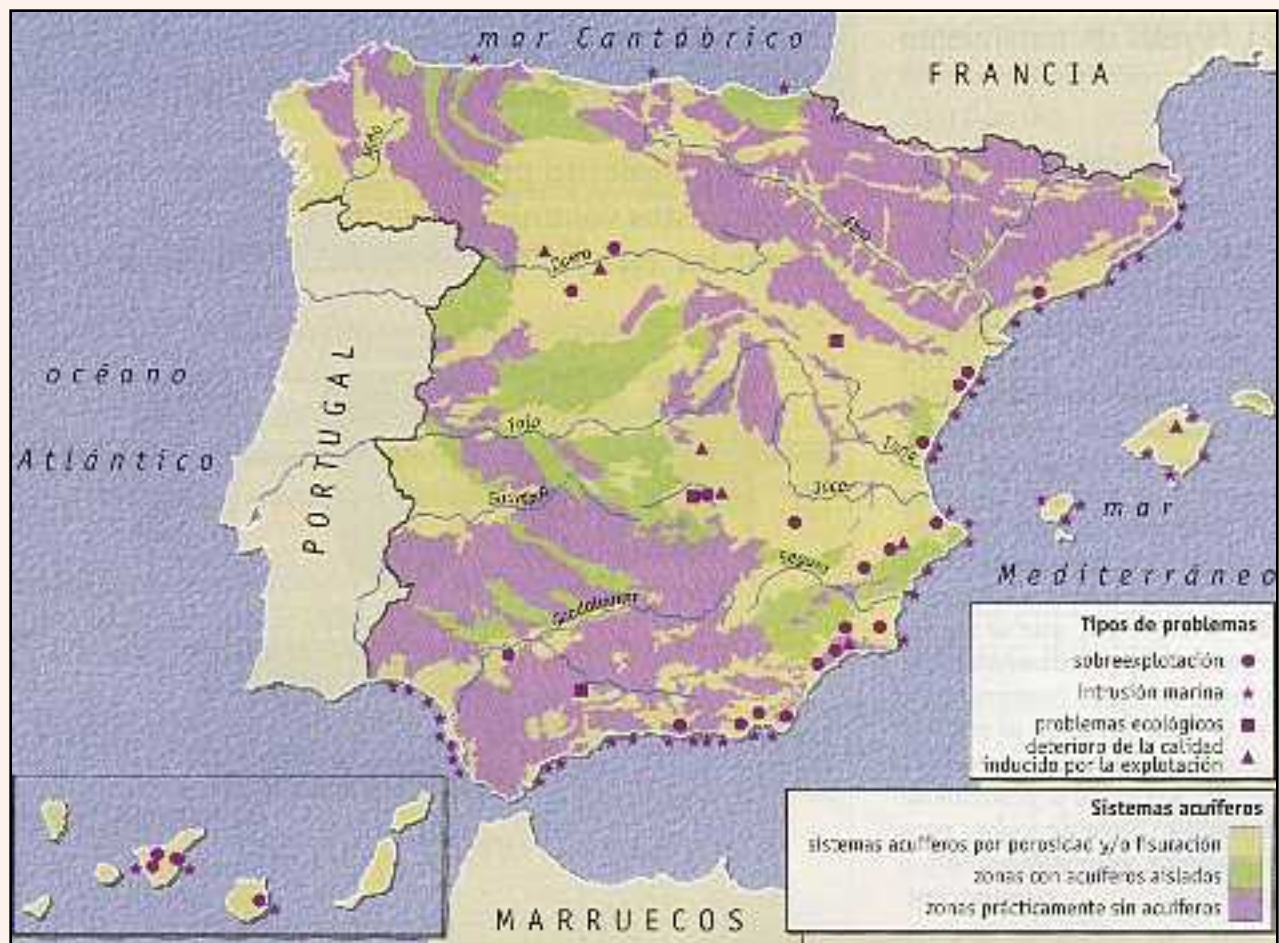 mar Cantábrico
FRANCIA
Miño
Ebro
Duero
océano
Atlántico
PORTUGAL
Tajo
Turia
Júcar
Guadiana
mar
Mediterráneo
Segura
Guadalquivir
Tipos de problemas
sobreexplotación
intrusión marina
problemas ecológicos
deterioro de la calidad
inducido por la explotación
Sistemas acuíferos
sistemas acuíferos por porosidad y/o fisuración
zonas con acuíferos aislados
zonas prácticamente sin acuíferos
MARRUECOS